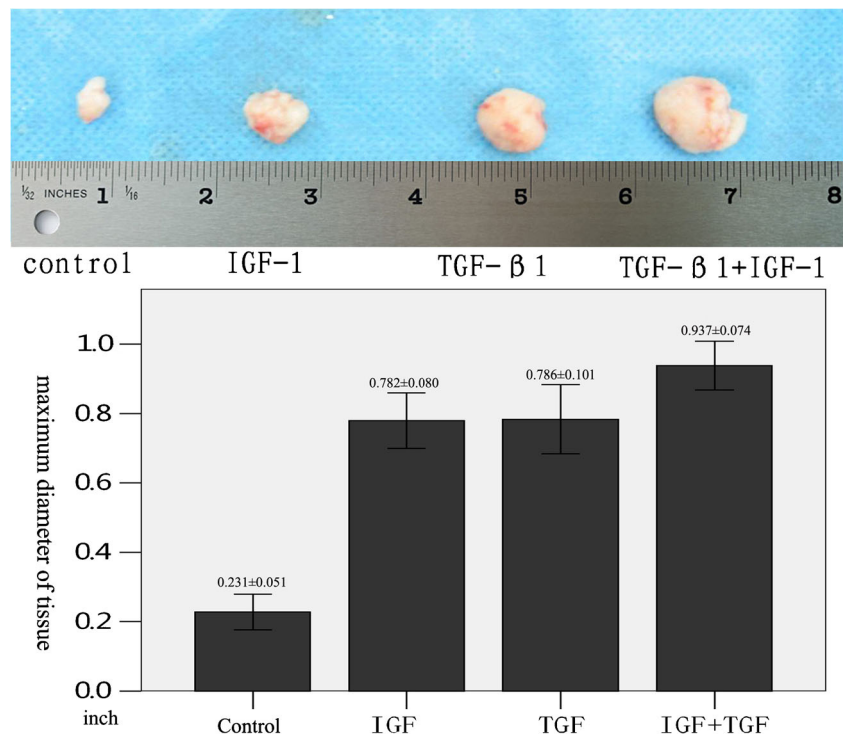 1/32 INCHES 1/16 1 2 3 4 5 6 7 8
control IGF-1 TGF-β1 TGF-β1+IGF-1
maximum diameter of tissue
1.0
0.8
0.6
0.4
0.2
0.0
inch
0.231±0.051
0.782±0.080
0.786±0.101
0.937±0.074
Control IGF TGF IGF+TGF